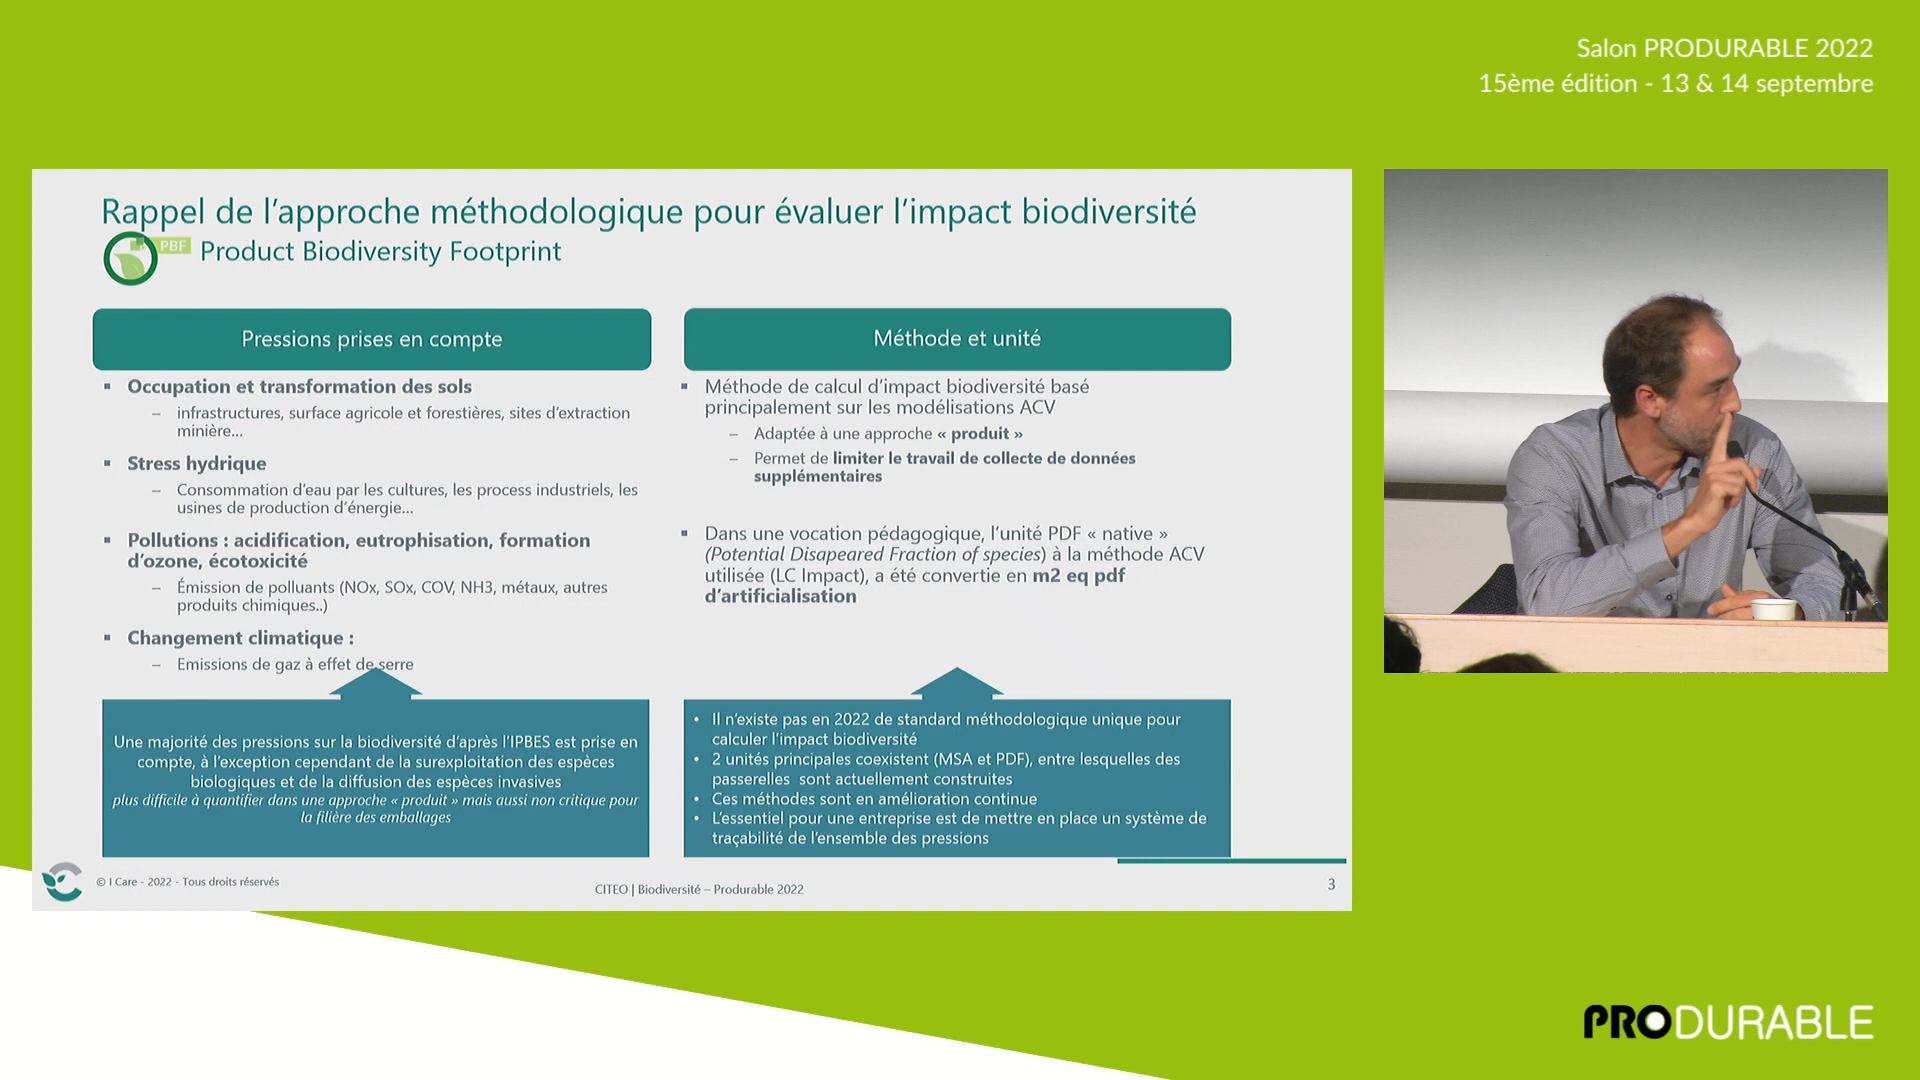 Salon PRODURABLE 2022
15ème édition - 13 & 14 septembre
Rappel de l'approche méthodologique pour évaluer l'impact biodiversité
PBF
Product Biodiversity Footprint
Pressions prises en compte
▪ Occupation et transformation des sols
– infrastructures, surface agricole et forestières, sites d'extraction
minière...
▪ Stress hydrique
– Consommation d'eau par les cultures, les process industriels, les
usines de production d'énergie...
▪ Pollutions : acidification, eutrophisation, formation
d'ozone, écotoxicité
– Émission de polluants (NOx, SOx, COV, NH3, métaux, autres
produits chimiques..)
▪ Changement climatique :
– Emissions de gaz à effet de serre
Une majorité des pressions sur la biodiversité d'après l'IPBES est prise en
compte, à l'exception cependant de la surexploitation des espèces
biologiques et de la diffusion des espèces invasives
plus difficile à quantifier dans une approche « produit » mais aussi non critique pour
la filière des emballages
Méthode et unité
▪ Méthode de calcul d'impact biodiversité basé
principalement sur les modélisations ACV
– Adaptée à une approche « produit »
– Permet de limiter le travail de collecte de données
supplémentaires
▪ Dans une vocation pédagogique, l'unité PDF « native »
(Potential Disapeared Fraction of species) à la méthode ACV
utilisée (LC Impact), a été convertie en m2 eq pdf
d'artificialisation
• Il n'existe pas en 2022 de standard méthodologique unique pour
calculer l'impact biodiversité
• 2 unités principales coexistent (MSA et PDF), entre lesquelles des
passerelles sont actuellement construites
• Ces méthodes sont en amélioration continue
• L'essentiel pour une entreprise est de mettre en place un système de
traçabilité de l'ensemble des pressions
© I Care - 2022 - Tous droits réservés
CITEO | Biodiversité – Produrable 2022
3
PRODURABLE